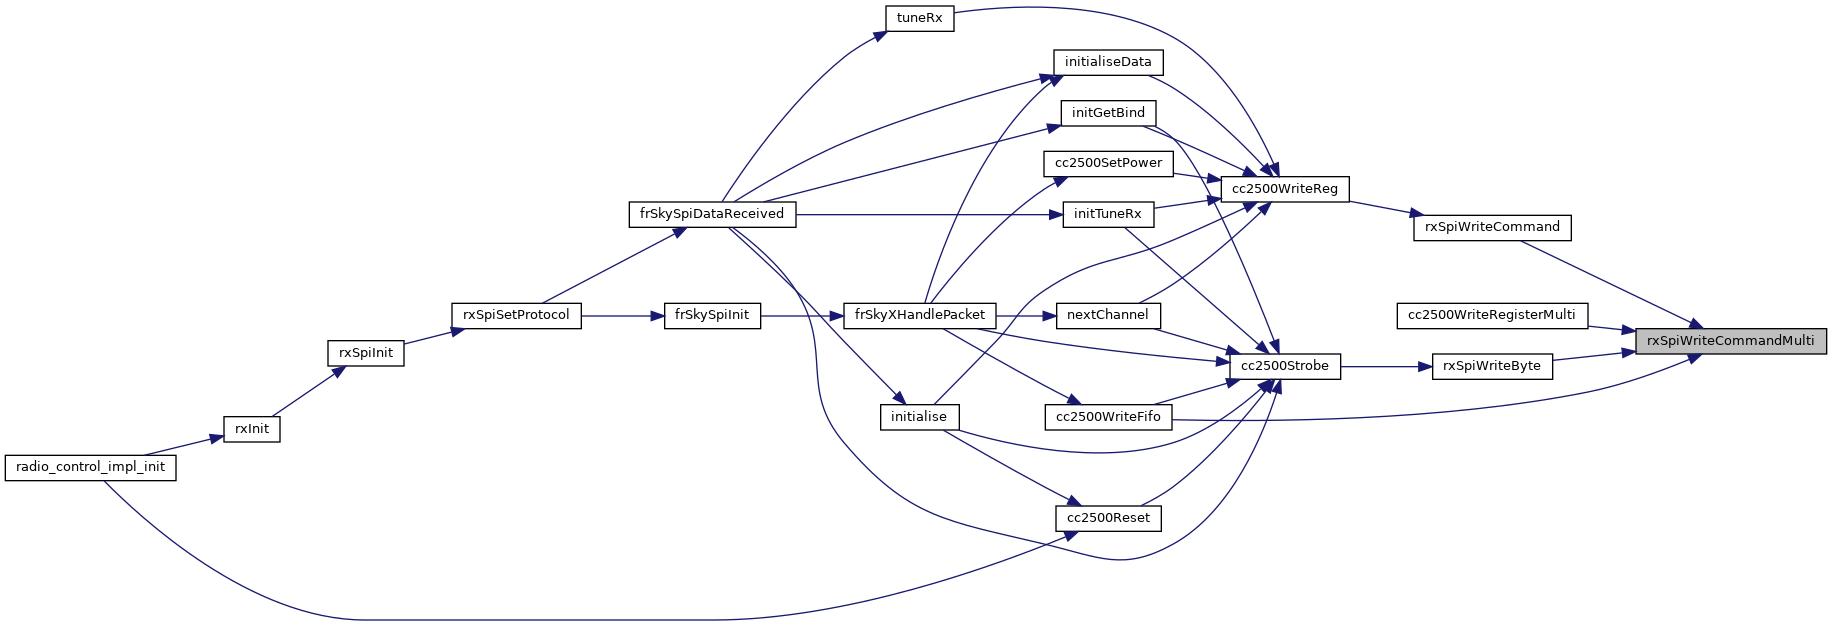 tuneRx
initialiseData
initGetBind
cc2500SetPower
cc2500WriteReg
frSkySpiDataReceived
initTuneRx
rxSpiWriteCommand
rxSpiSetProtocol
frSkySpiInit
frSkyXHandlePacket
nextChannel
cc2500WriteRegisterMulti
rxSpiWriteCommandMulti
rxSpiInit
cc2500Strobe
rxSpiWriteByte
initialise
cc2500WriteFifo
rxInit
radio_control_impl_init
cc2500Reset